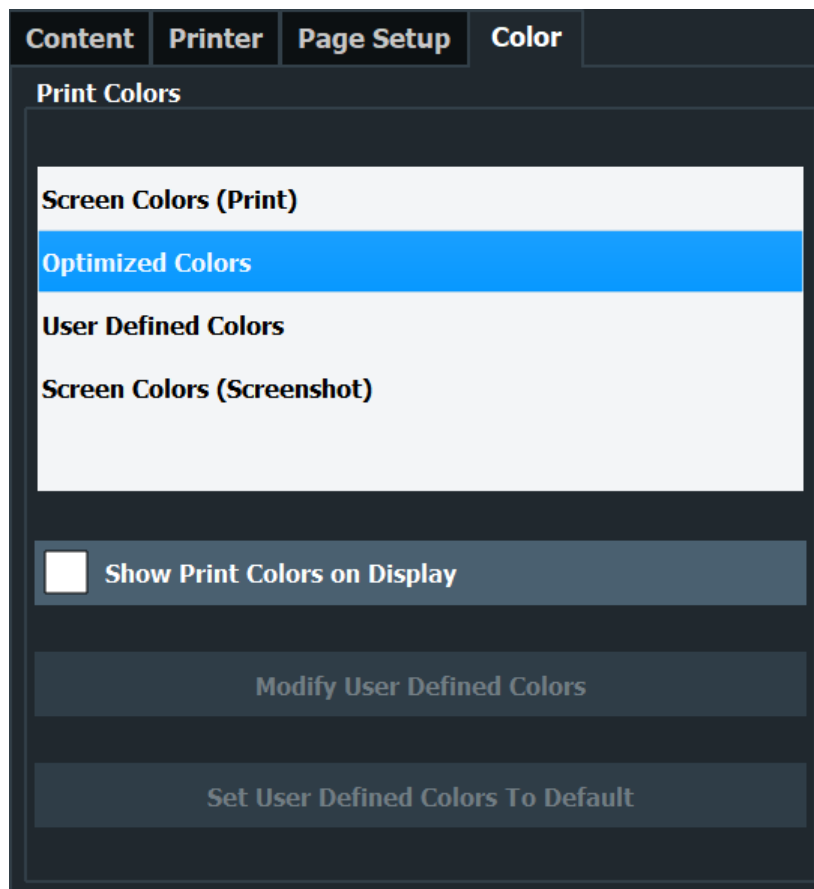 Content Printer Page Setup Color
Print Colors
Screen Colors (Print)
Optimized Colors
User Defined Colors
Screen Colors (Screenshot)
Show Print Colors on Display
Modify User Defined Colors
Set User Defined Colors To Default